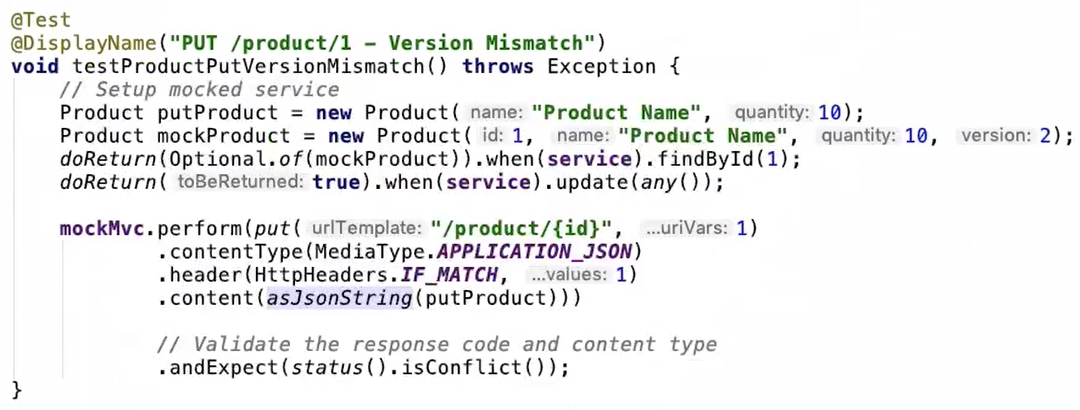 @Test
@DisplayName("PUT /product/1 – Version Mismatch")
void testProductPutVersionMismatch() throws Exception {
// Setup mocked service
Product putProduct = new Product( name: "Product Name", quantity: 10);
Product mockProduct = new Product( id: 1, name: "Product Name", quantity: 10, version: 2);
doReturn(Optional.of(mockProduct)).when(service).findById(1);
doReturn( toBeReturned: true).when(service).update(any());
mockMvc.perform(put( urlTemplate: "/product/{id}", ...uriVars: 1)
.contentType(MediaType.APPLICATION_JSON)
.header(HttpHeaders.IF_MATCH, ...values: 1)
.content(asJsonString(putProduct)))
// Validate the response code and content type
.andExpect(status().isConflict());
}